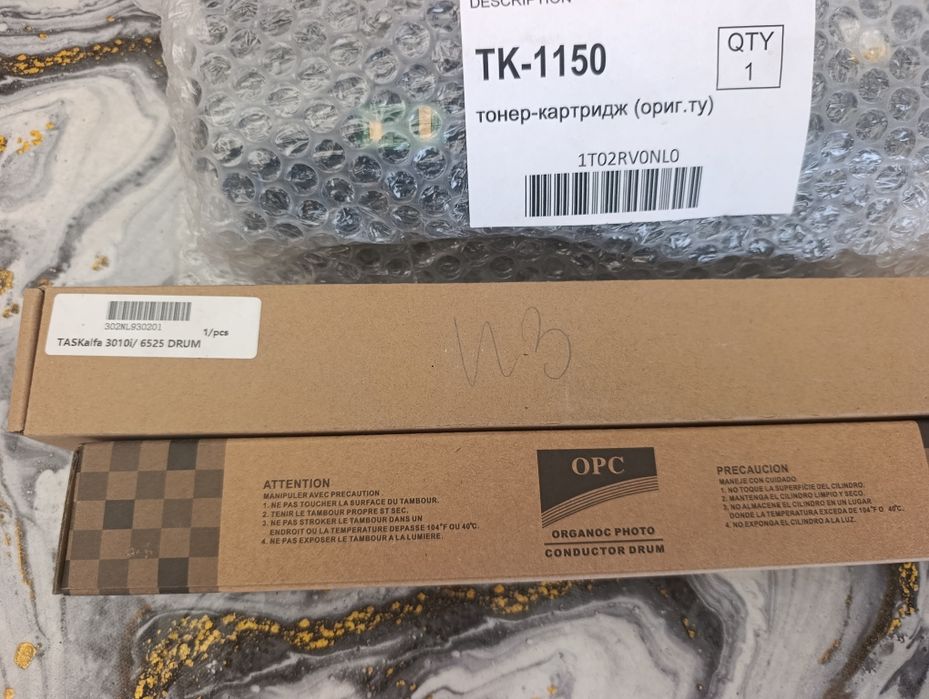 DESCRIPTION
TK-1150
QTY
1
тонер-картридж (ориг.ту)
1T02RV0NL0
302NL930201
1/pcs
TASKalfa 3010i/ 6525 DRUM
из
ATTENTION
MANIPULER AVEC PRECAUTION
1. NE PAS TOUCHER LA SURFACE DU TAMBOUR.
2. TENIR LE TAMBOUR PROPRE ST SEC.
3. NE PAS STROKER LE TAMBOUR DANS UN
ENDROIT OU LA TEMPERATURE DEPASSE 104°F OU 40°C.
4. NE PAS EXPOSER LE TAMBOUR A LA LUMIERE.
OPC
ORGANOC PHOTO
CONDUCTOR DRUM
PRECAUCION
MANEJE CON CUIDADO.
1. NO TOQUE LA SUPERFICIE DEL CILINDRO.
2. MANTENGA EL CILINDRO LIMPIO Y SECO.
3. NO ALMACENE EL CILINDRO EN UN LUGAR
DONDE LA TEMPERATURA EXCEDA DE 104°F O 40°C.
4. NO EXPONGA EL CILINDRO A LA LUZ.